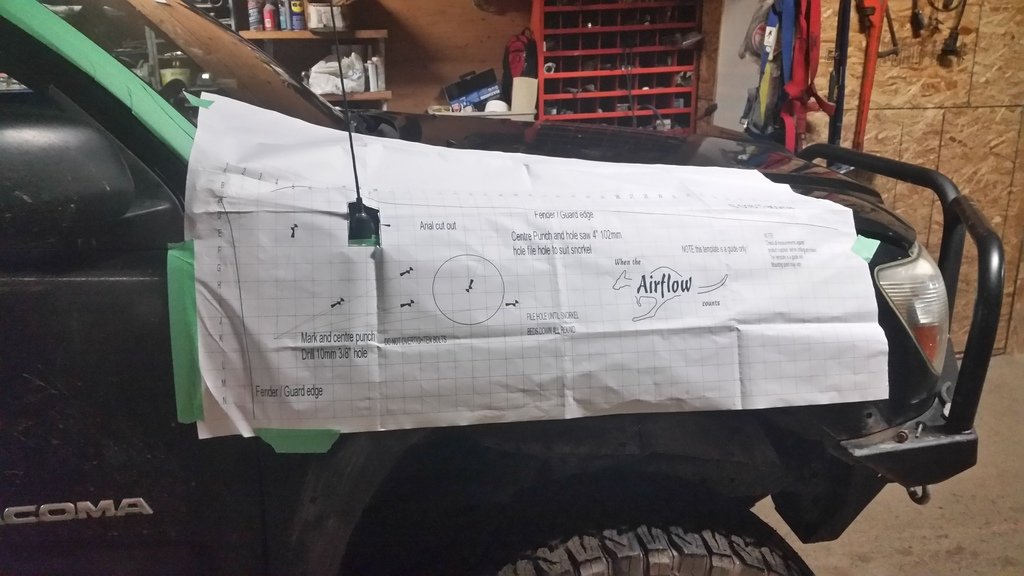 Fender / Guard edge
Arial cut out
Centre Punch and hole saw 4" 102mm
hole file hole to suit snorkel
NOTE this template is a guide only
NOTE:
When the
Airflow
counts
FILE HOLE UNTIL SNORKEL
BEDS DOWN ALL ROUND
Mark and centre punch
Drill 10mm 3/8" hole
DO NOT OVERTIGHTEN BOLTS
Fender / Guard edge
ACOMA